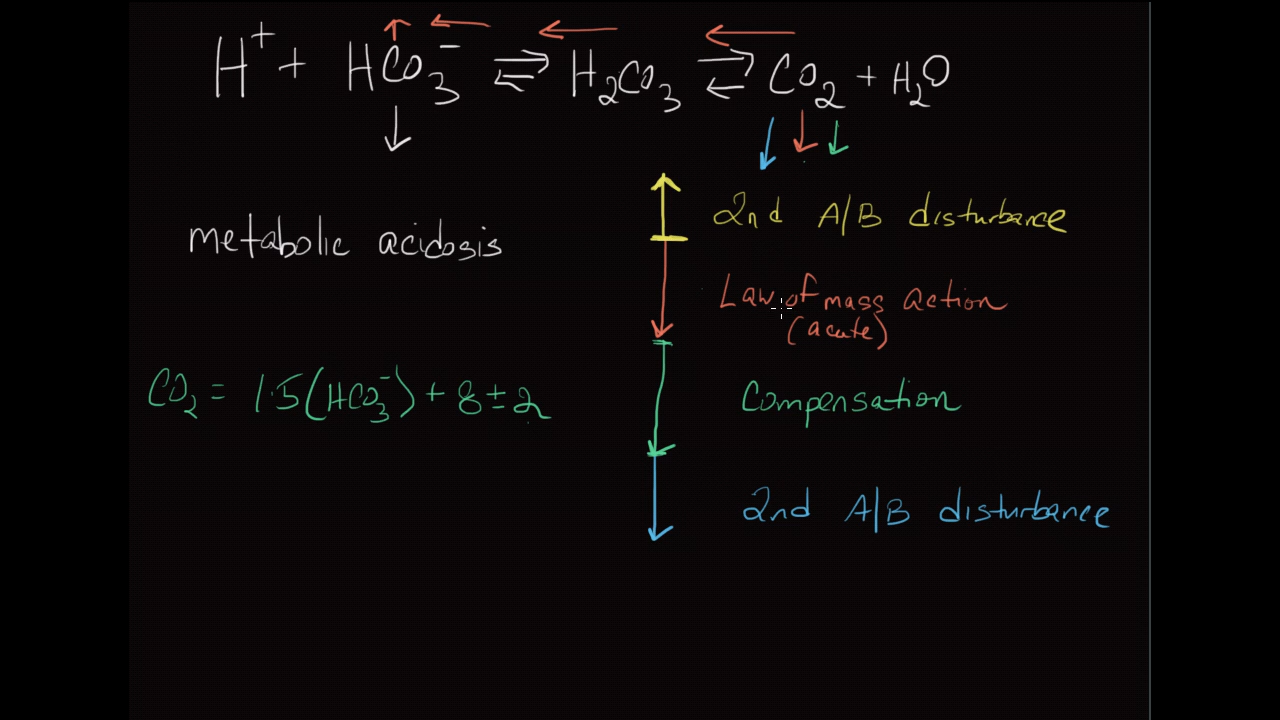 H⁺ + HCO₃⁻ ⇌ H₂CO₃ ⇌ CO₂ + H₂O
2nd A/B disturbance
metabolic acidosis
Law of mass action
(acute)
CO₂ = 1.5(HCO₃⁻) + 8 ± 2
Compensation
2nd A/B disturbance